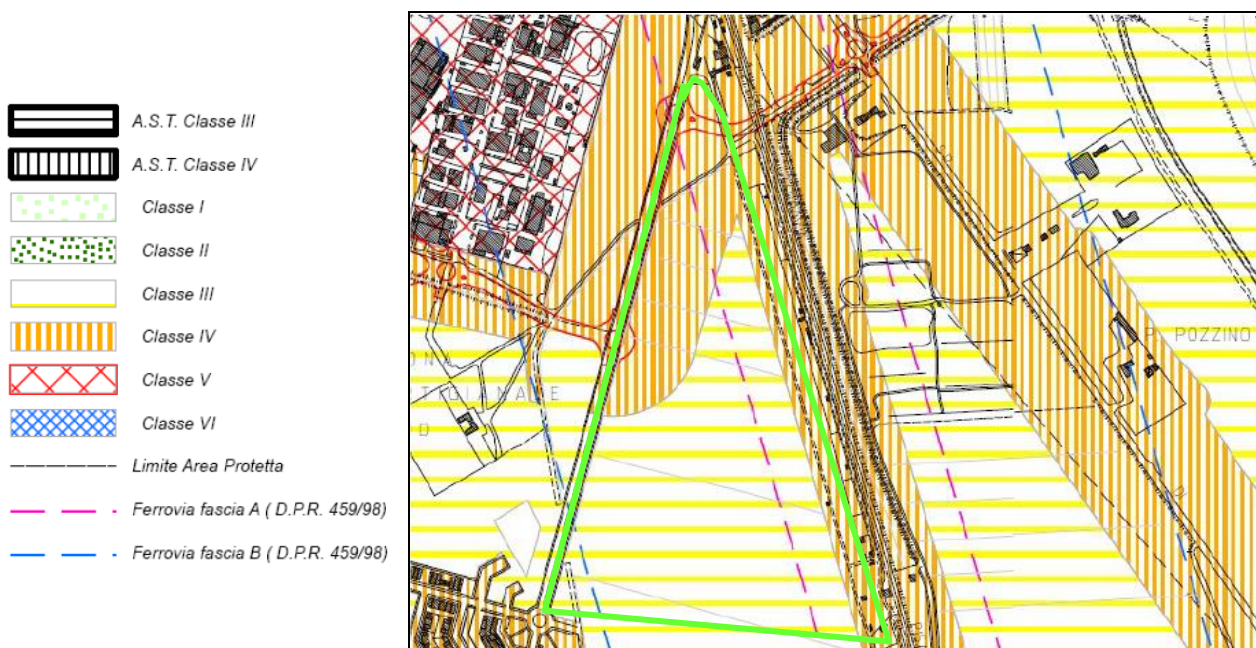 A.S.T. Classe III
A.S.T. Classe IV
Classe I
Classe II
Classe III
Classe IV
Classe V
Classe VI
Limite Area Protetta
Ferrovia fascia A ( D.P.R. 459/98)
Ferrovia fascia B ( D.P.R. 459/98)
P. POZZINO